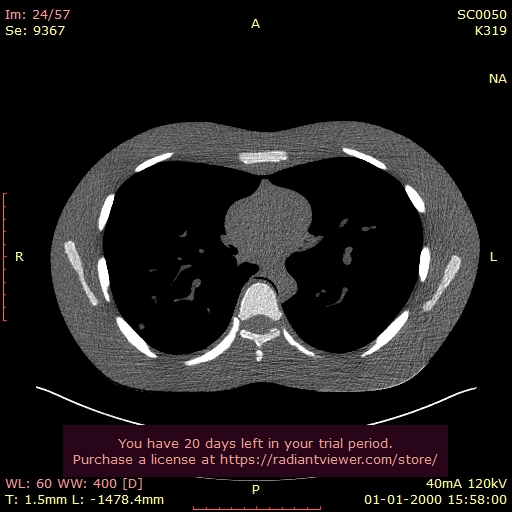 Im: 24/57
Se: 9367
A
SC0050
K319
NA
R
L
You have 20 days left in your trial period.
Purchase a license at https://radiantviewer.com/store/
WL: 60 WW: 400 [D]
T: 1.5mm L: -1478.4mm
P
40mA 120kV
01-01-2000 15:58:00